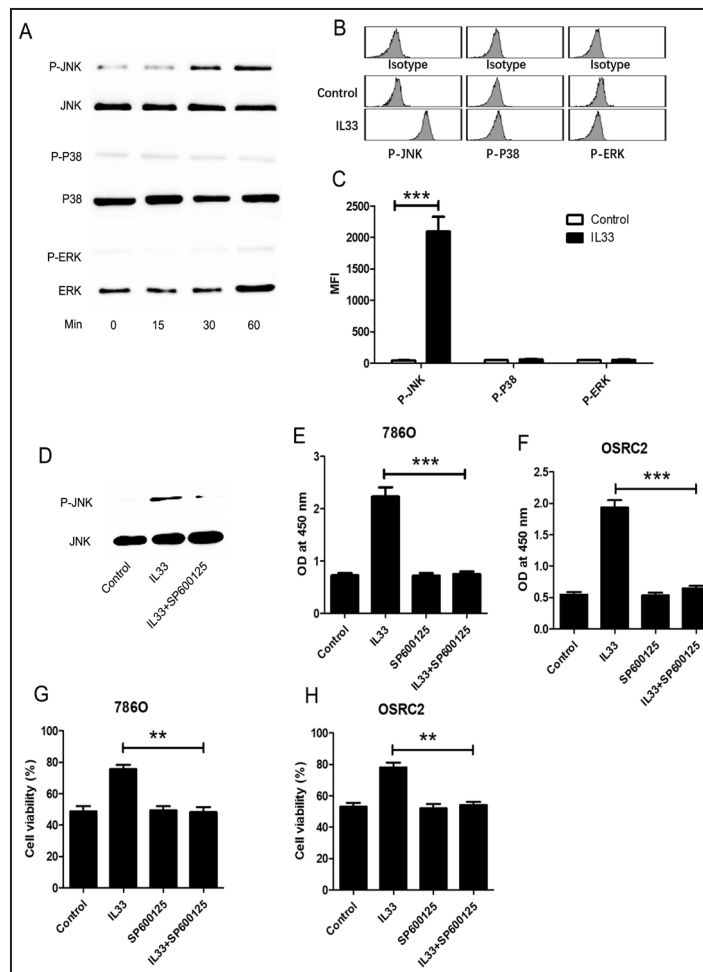 A
P-JNK
JNK
P-P38
P38
P-ERK
ERK
Min 0 15 30 60
B
Isotype Isotype Isotype
Control
IL33
P-JNK P-P38 P-ERK
C
***
Control
IL33
2500
2000
1500
1000
500
0
MFI
P-JNK P-P38 P-ERK
D
P-JNK
JNK
Control IL33 IL33+SP600125
E
786O
***
3
2
1
0
OD at 450 nm
Control IL33 SP600125 IL33+SP600125
F
OSRC2
***
2.5
2.0
1.5
1.0
0.5
0.0
OD at 450 nm
Control IL33 SP600125 IL33+SP600125
G
786O
**
100
80
60
40
20
0
Cell viability (%)
Control IL33 SP600125 IL33+SP600125
H
OSRC2
**
100
80
60
40
20
0
Cell viability (%)
Control IL33 SP600125 IL33+SP600125